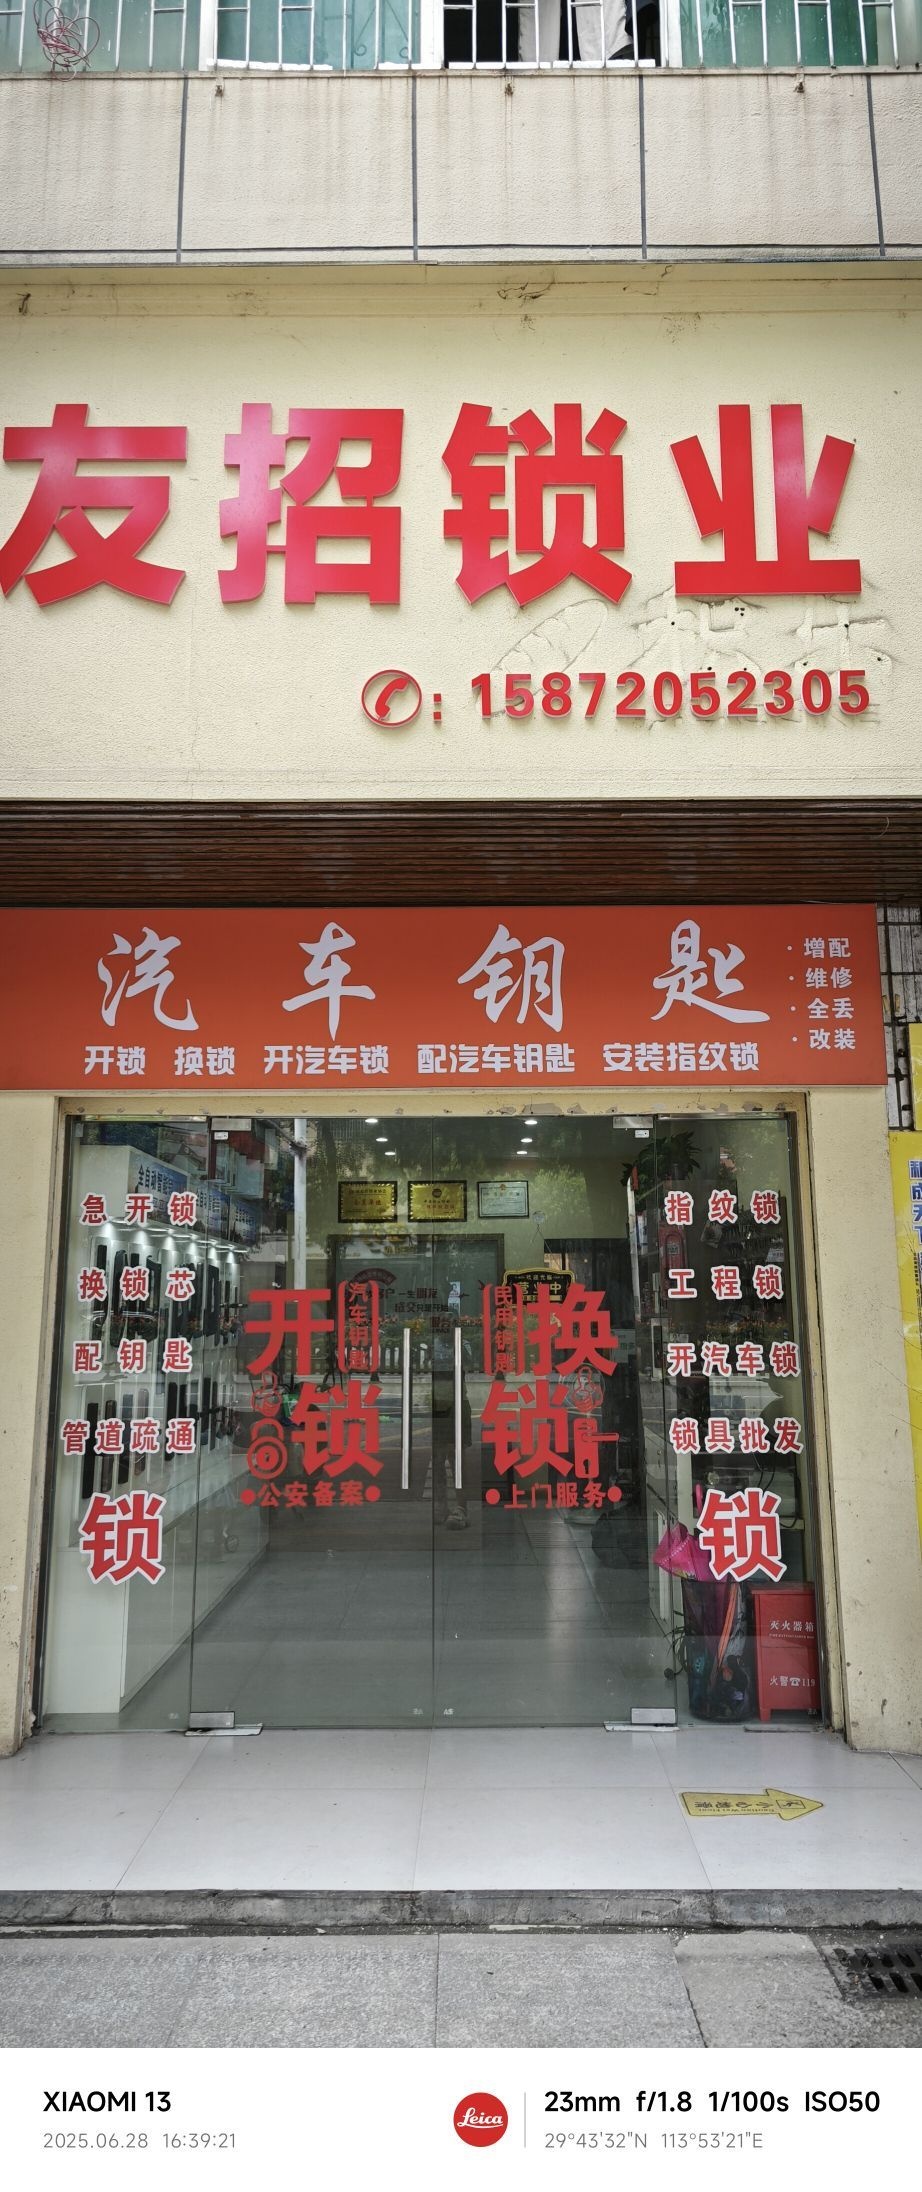 友招锁业
：15872052305
汽车钥匙
·增配
·维修
·全丢
·改装
开锁 换锁 开汽车锁 配汽车钥匙 安装指纹锁
急开锁
换锁芯
配钥匙
管道疏通
锁
开锁
汽车钥匙
●公安备案●
民用钥匙
换锁
●上门服务●
指纹锁
工程锁
开汽车锁
锁具批发
锁
灭火器箱
火警☎119
XIAOMI 13
2025.06.28 16:39:21
Leica
23mm f/1.8 1/100s ISO50
29°43'32"N 113°53'21"E